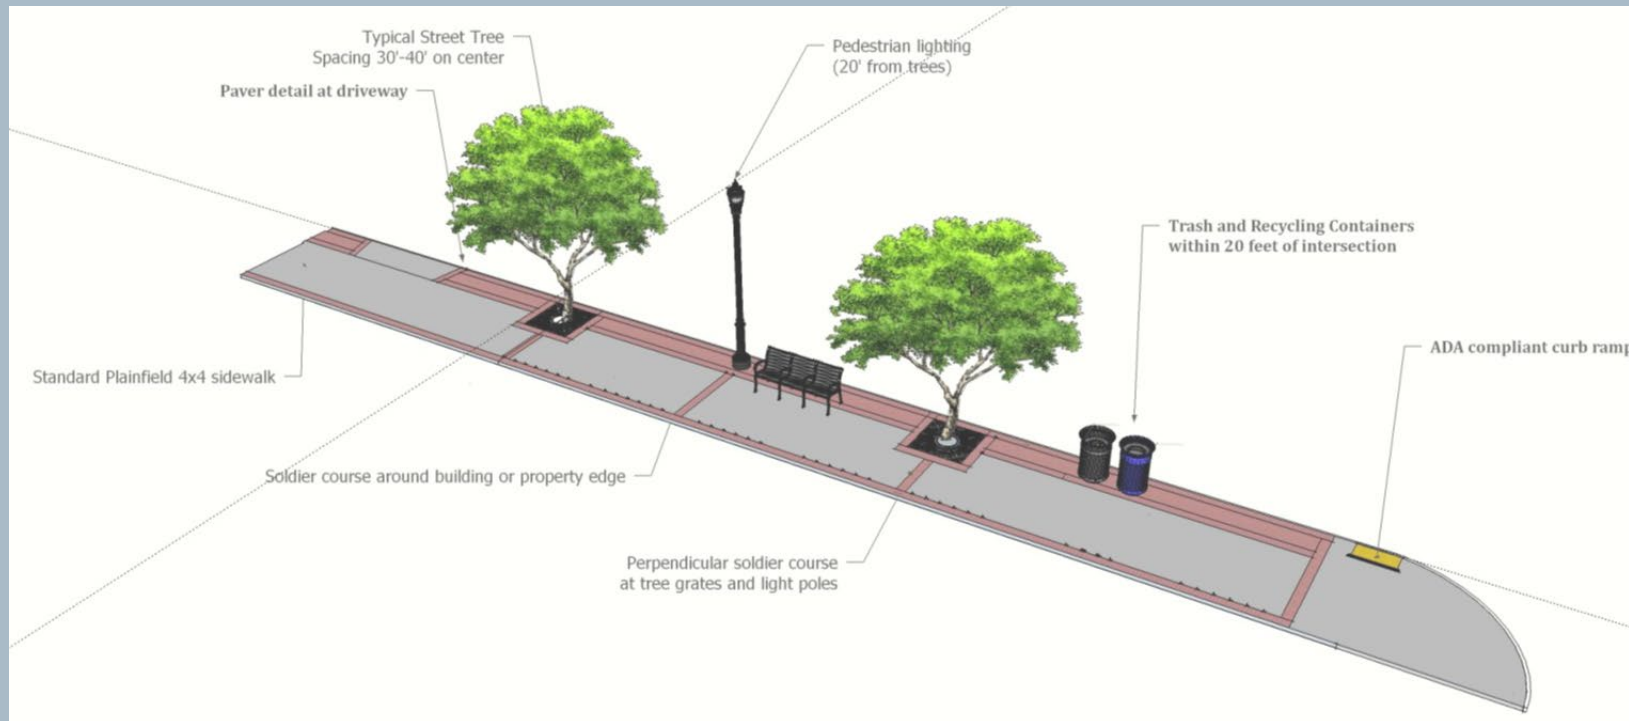 Typical Street Tree
Spacing 30'-40' on center
Paver detail at driveway
Pedestrian lighting
(20' from trees)
Trash and Recycling Containers
within 20 feet of intersection
ADA compliant curb ramp
Standard Plainfield 4x4 sidewalk
Soldier course around building or property edge
Perpendicular soldier course
at tree grates and light poles